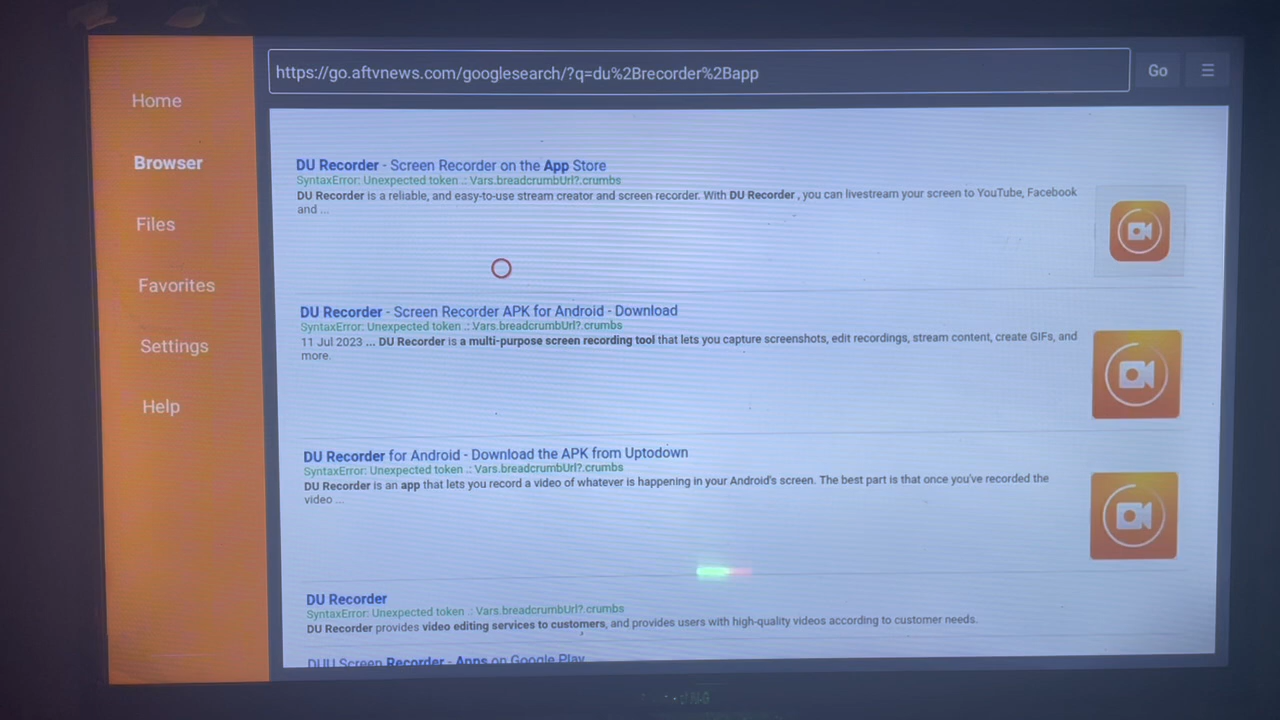 https://go.aftvnews.com/googlesearch/?q=du%2Brecorder%2Bapp
Go
Home
Browser
Files
Favorites
Settings
Help
DU Recorder - Screen Recorder on the App Store
SyntaxError: Unexpected token .: Vars.breadcrumbUrl?.crumbs
DU Recorder is a reliable, and easy-to-use stream creator and screen recorder. With DU Recorder , you can livestream your screen to YouTube, Facebook
and ...
DU Recorder - Screen Recorder APK for Android - Download
SyntaxError: Unexpected token .: Vars.breadcrumbUrl?.crumbs
11 Jul 2023 ... DU Recorder is a multi-purpose screen recording tool that lets you capture screenshots, edit recordings, stream content, create GIFs, and
more.
DU Recorder for Android - Download the APK from Uptodown
SyntaxError: Unexpected token .: Vars.breadcrumbUrl?.crumbs
DU Recorder is an app that lets you record a video of whatever is happening in your Android's screen. The best part is that once you've recorded the
video ...
DU Recorder
SyntaxError: Unexpected token .: Vars.breadcrumbUrl?.crumbs
DU Recorder provides video editing services to customers, and provides users with high-quality videos according to customer needs.
DUU Screen Recorder - Apps on Google Play